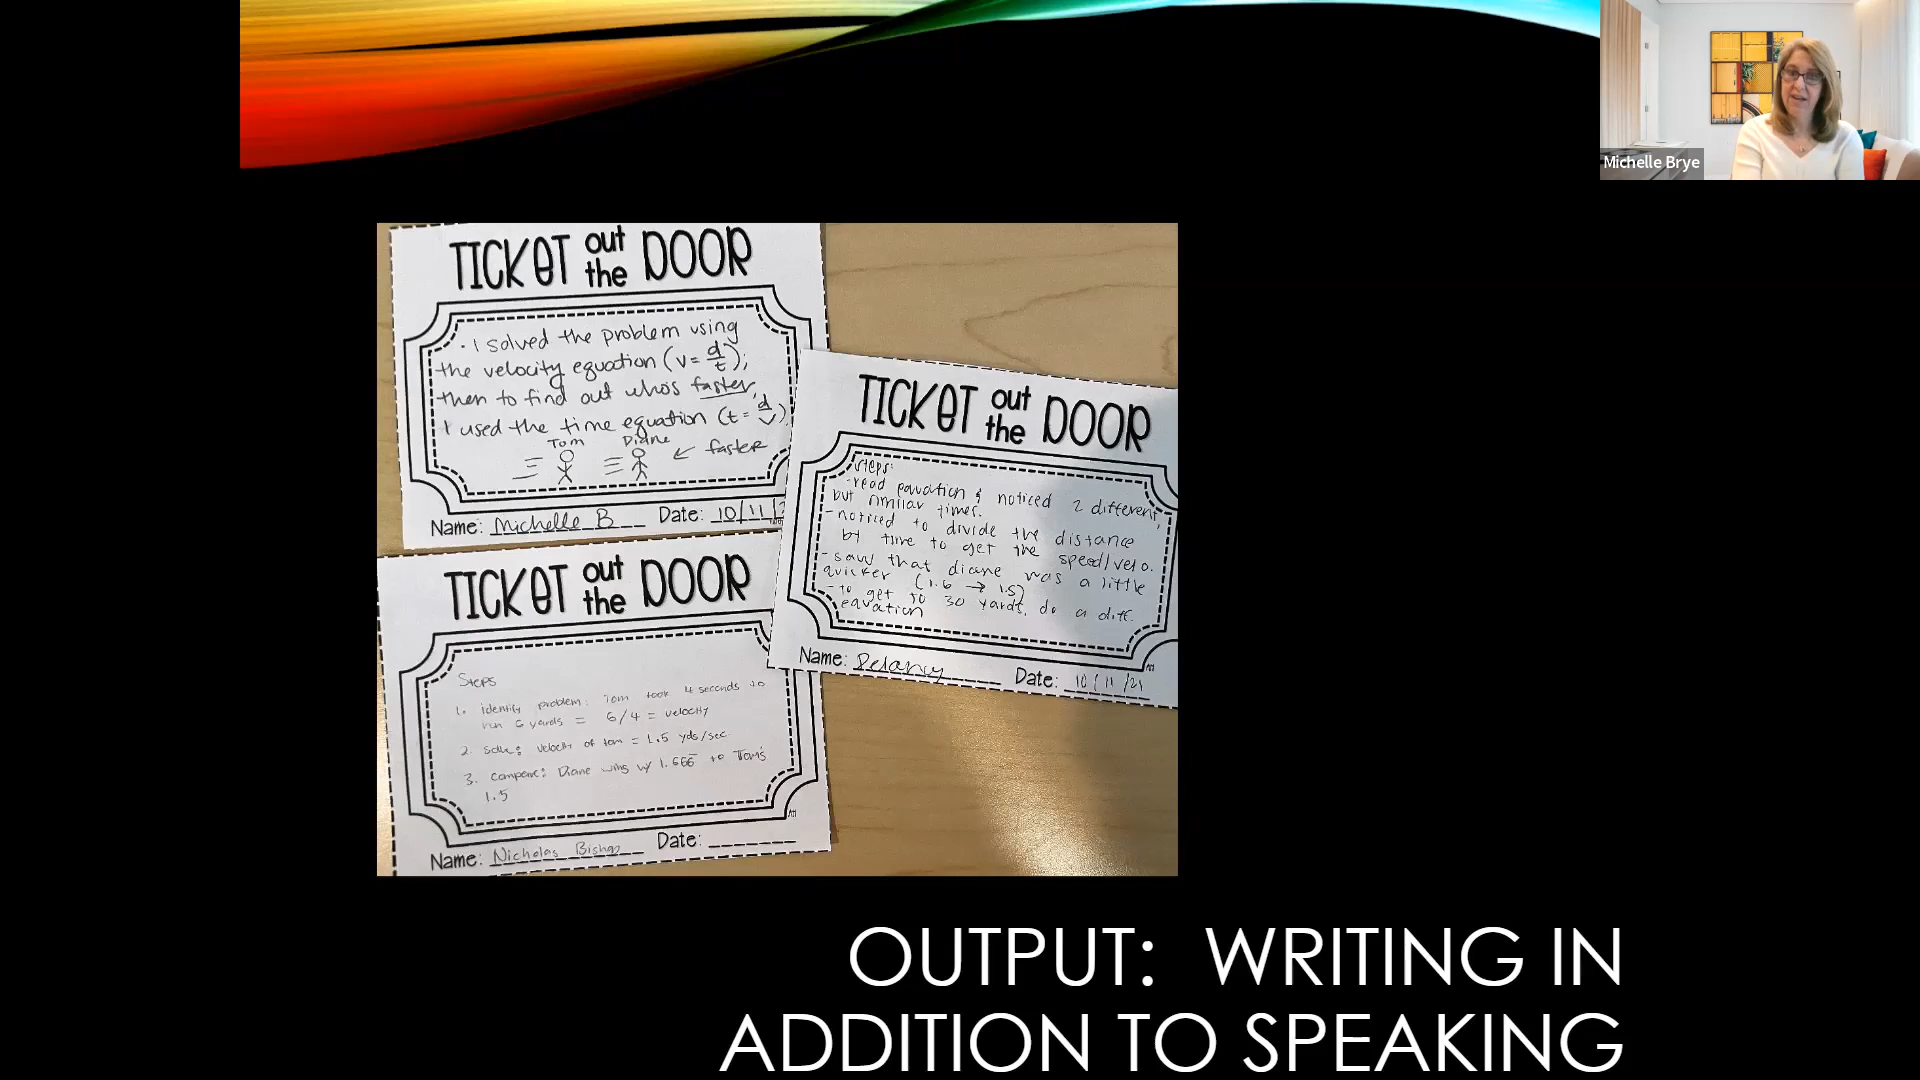 Michelle Brye
TICKET out the DOOR
· I solved the problem using
the velocity equation (v = d/t);
then to find out who's faster,
I used the time equation (t = d/v).
Tom Diane
← faster
Name: Michelle B Date: 10/11/2
TICKET out the DOOR
Steps:
- read equation & noticed 2 different,
but similar times.
- noticed to divide the distance
by time to get the speed/velo.
- saw that diane was a little
quicker (1.6 → 1.5)
- to get to 30 yards, do a diff.
equation
Name: Delaney Date: 10/11/21
TICKET out the DOOR
Steps
1. identify problem: Tom took 4 seconds to
run 6 yards = 6/4 = velocity
2. solve: velocity of tom = 1.5 yds/sec
3. compare: Diane wins w/ 1.666 to Tom's
1.5
Name: Nicholas Bishop Date:
OUTPUT: WRITING IN
ADDITION TO SPEAKING